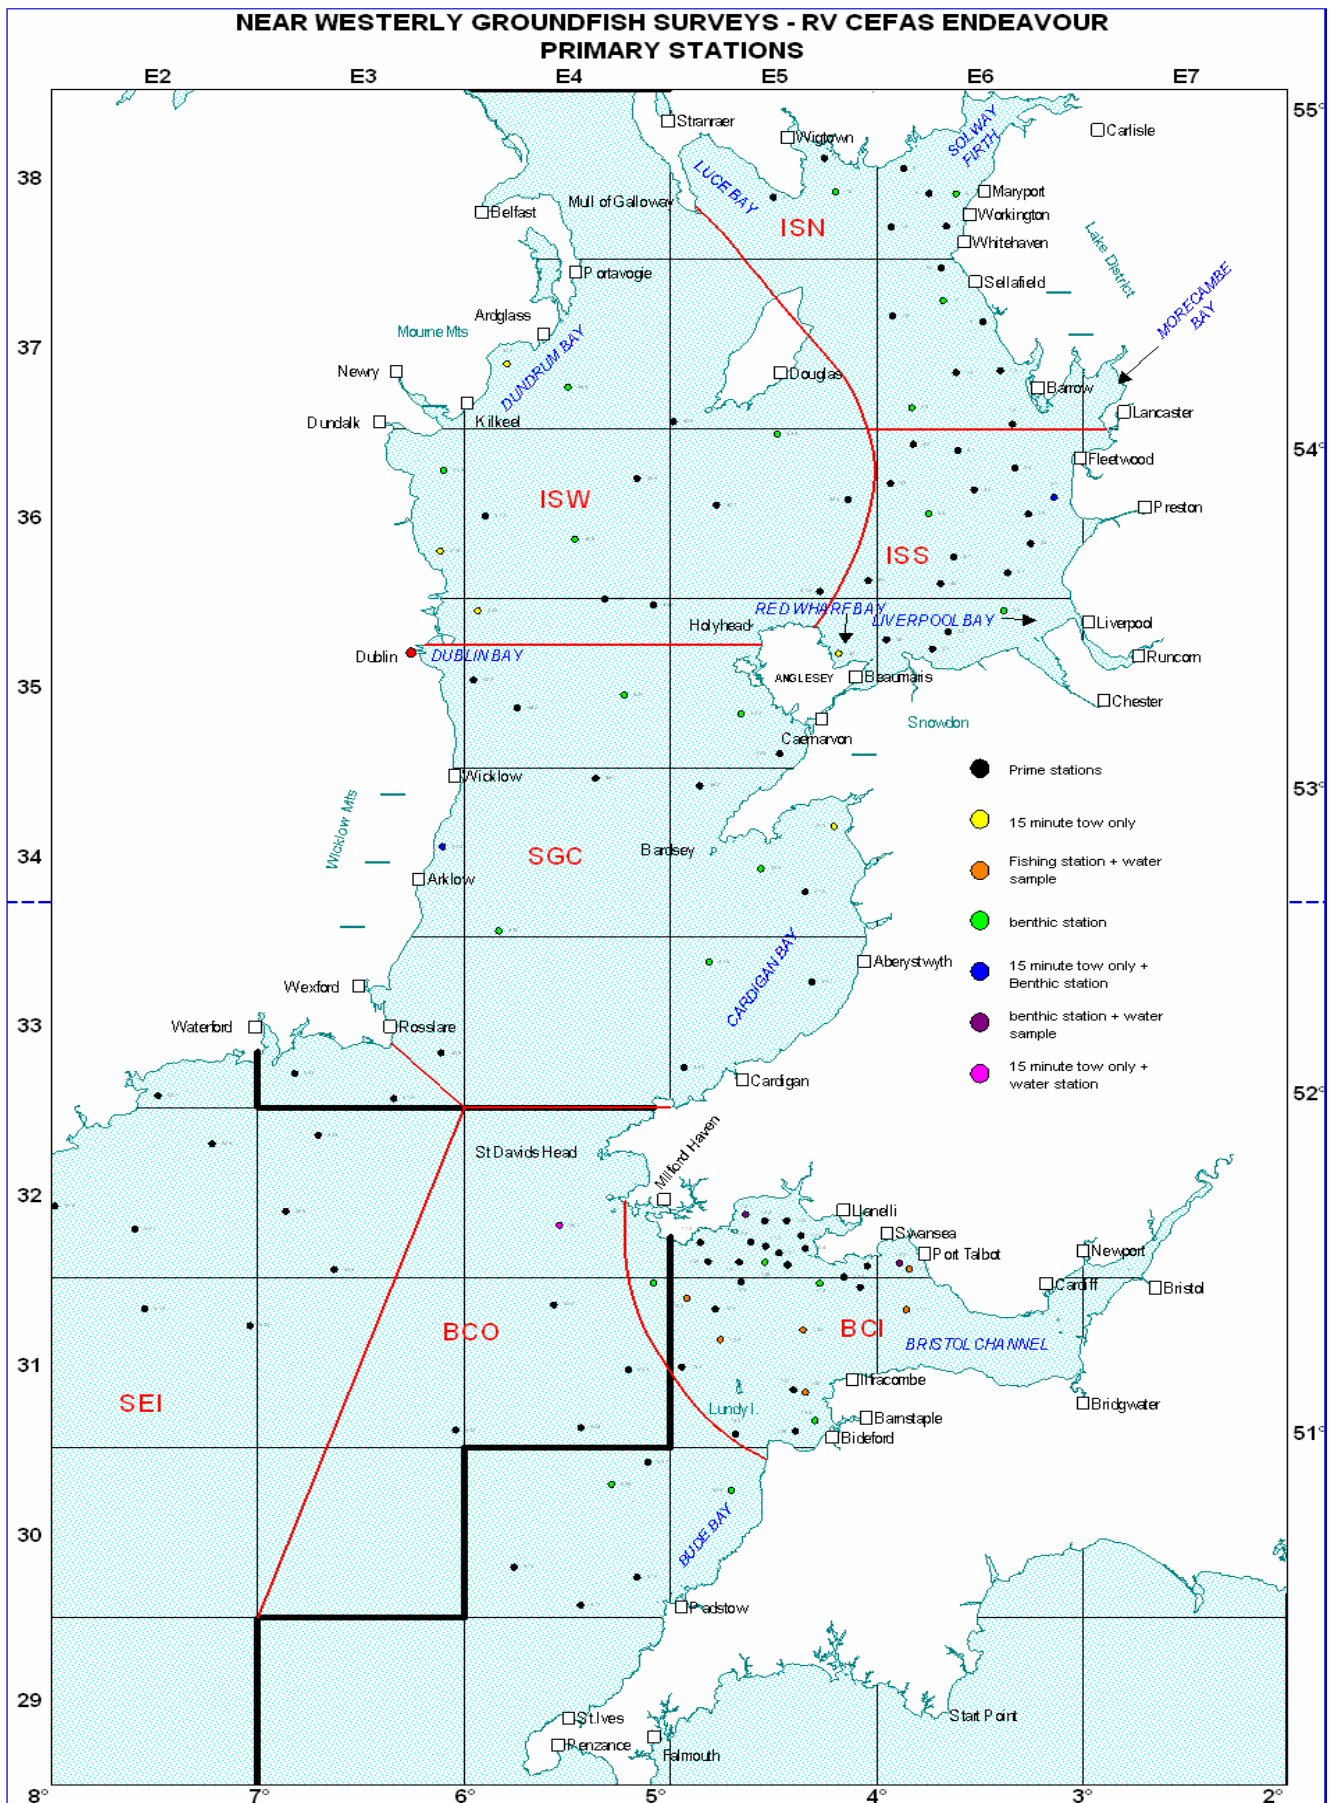 NEAR WESTERLY GROUNDFISH SURVEYS - RV CEFAS ENDEAVOUR
PRIMARY STATIONS
E2 E3 E4 E5 E6 E7
55°
Stranraer
Wigtown
SOLWAY
FIRTH
Carlisle
38
LUCE BAY
Maryport
Mull of Galloway
Belfast
Workington
ISN
Whitehaven
Lake District
Portavogie
Sellafield
MORECAMBE
BAY
Ardglass
Mourne Mts
37
DUNDRUM BAY
Newry
Douglas
Barrow
Lancaster
Dundalk
Kilkeel
54°
Fleetwood
ISW
36
Preston
ISS
RED WHARF BAY
LIVERPOOL BAY
Holyhead
Liverpool
Dublin
DUBLIN BAY
Runcorn
35
ANGLESEY
Beaumaris
Chester
Snowdon
Caernarvon
Wicklow
Prime stations
53°
Wicklow Mts
15 minute tow only
34
SGC
Bardsey
Fishing station + water
sample
Arklow
benthic station
CARDIGAN BAY
Aberystwyth
15 minute tow only +
Benthic station
Wexford
33
Waterford
Rosslare
benthic station + water
sample
Cardigan
15 minute tow only +
water station
52°
St Davids Head
Milford Haven
32
Llanelli
Swansea
Port Talbot
Newport
Cardiff
Bristol
BCO
BCI
BRISTOL CHANNEL
31
SEI
Ilfracombe
Lundy I.
Barnstaple
Bridgwater
Bideford
51°
30
BUDE BAY
Padstow
29
St.Ives
Start Point
Penzance
Falmouth
8° 7° 6° 5° 4° 3° 2°